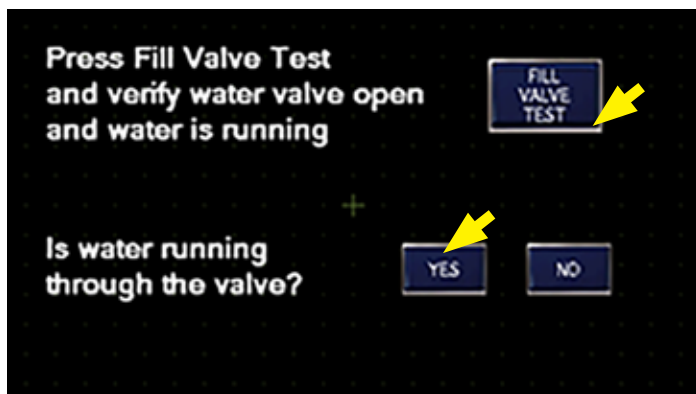 Press Fill Valve Test
and verify water valve open
and water is running
FILL
VALVE
TEST
Is water running
through the valve?
YES
NO